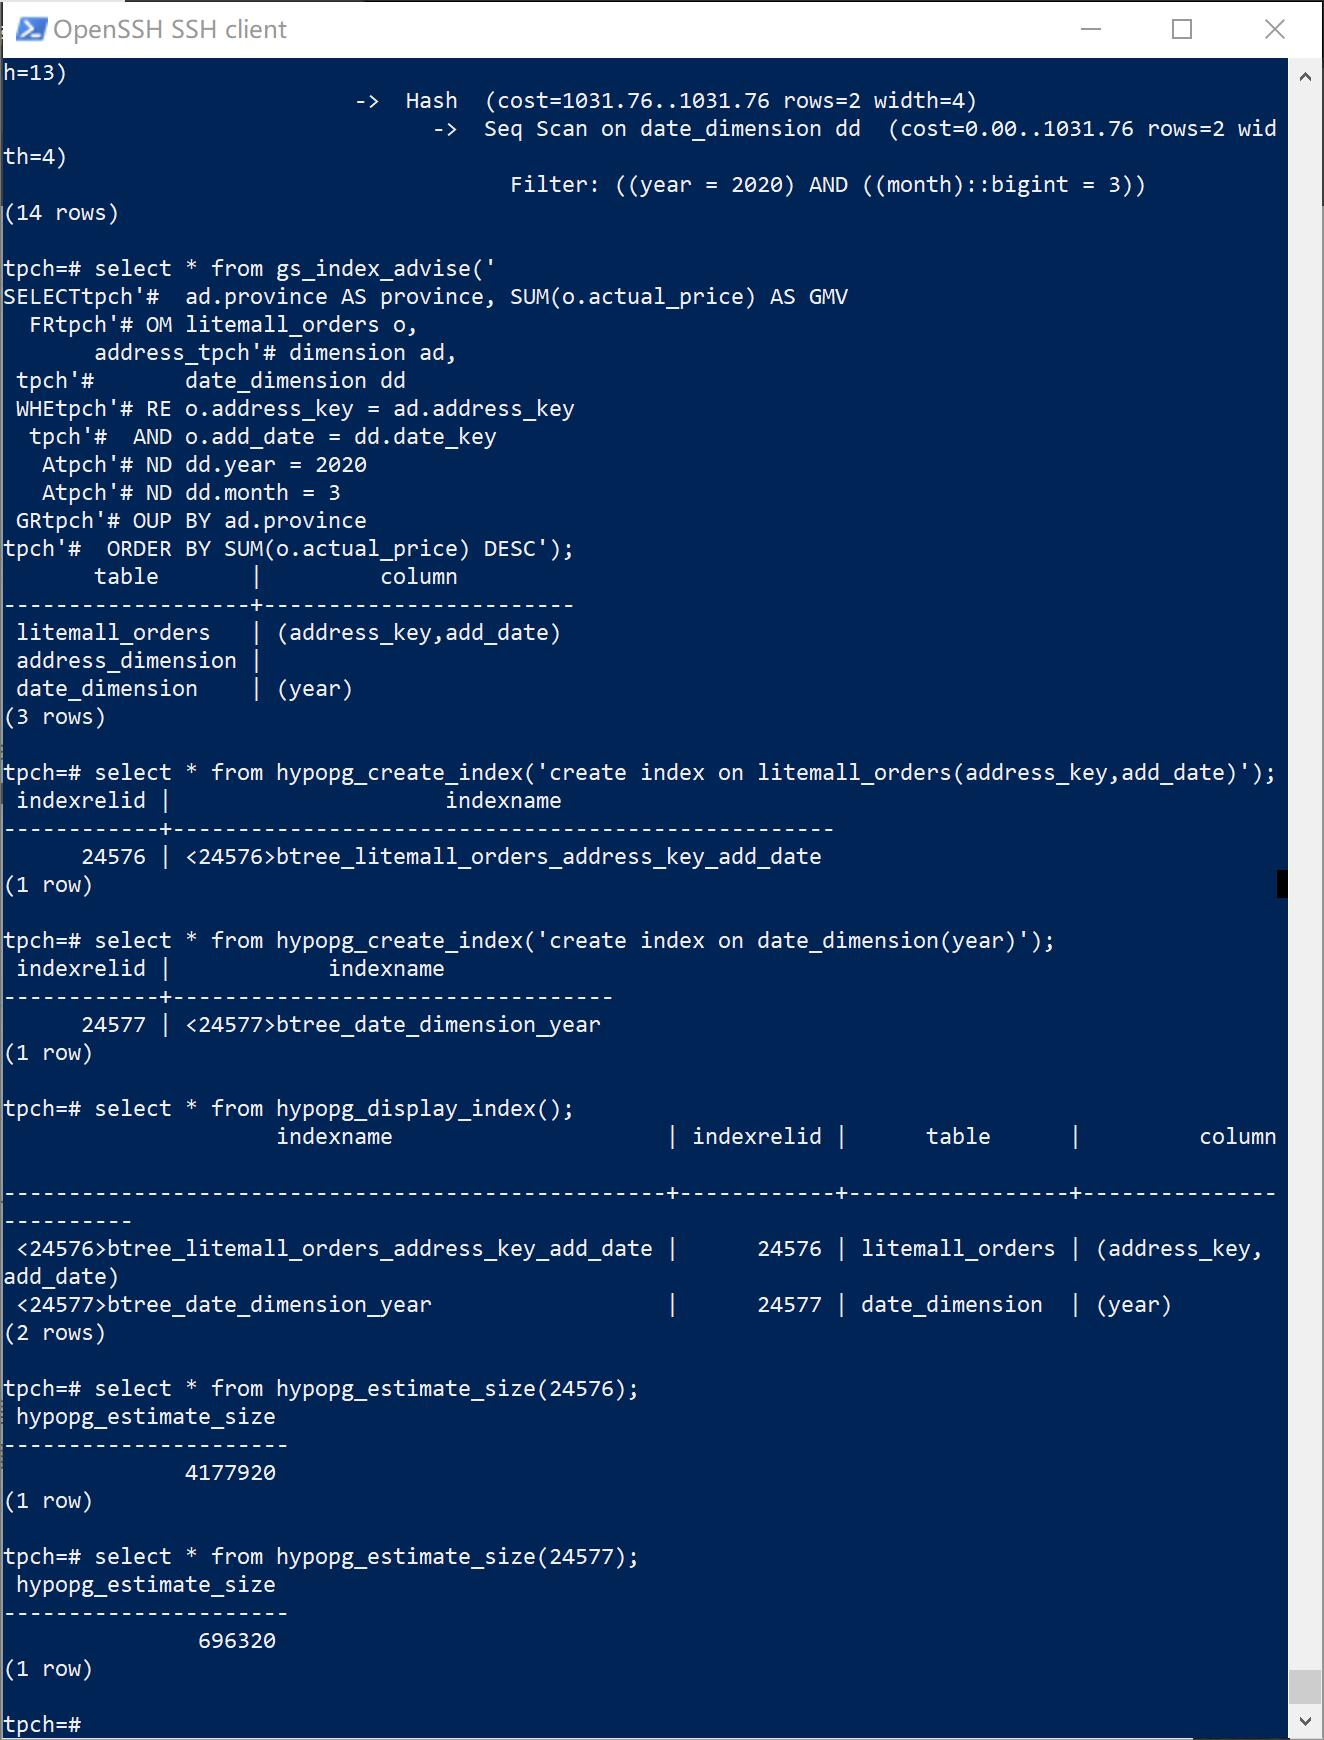 OpenSSH SSH client
h=13)
                           ->  Hash  (cost=1031.76..1031.76 rows=2 width=4)
                                 ->  Seq Scan on date_dimension dd  (cost=0.00..1031.76 rows=2 wid
th=4)
                                       Filter: ((year = 2020) AND ((month)::bigint = 3))
(14 rows)

tpch=# select * from gs_index_advise('
SELECTtpch'#  ad.province AS province, SUM(o.actual_price) AS GMV
  FRtpch'# OM litemall_orders o,
       address_tpch'# dimension ad,
 tpch'#       date_dimension dd
 WHEtpch'# RE o.address_key = ad.address_key
  tpch'#  AND o.add_date = dd.date_key
   Atpch'# ND dd.year = 2020
   Atpch'# ND dd.month = 3
 GRtpch'# OUP BY ad.province
tpch'#  ORDER BY SUM(o.actual_price) DESC');
       table       |         column
-------------------+------------------------
 litemall_orders   | (address_key,add_date)
 address_dimension |
 date_dimension    | (year)
(3 rows)

tpch=# select * from hypopg_create_index('create index on litemall_orders(address_key,add_date)');
 indexrelid |                     indexname
------------+---------------------------------------------------
      24576 | <24576>btree_litemall_orders_address_key_add_date
(1 row)

tpch=# select * from hypopg_create_index('create index on date_dimension(year)');
 indexrelid |            indexname
------------+----------------------------------
      24577 | <24577>btree_date_dimension_year
(1 row)

tpch=# select * from hypopg_display_index();
                     indexname                     | indexrelid |      table      |         column

---------------------------------------------------+------------+-----------------+---------------
----------
 <24576>btree_litemall_orders_address_key_add_date |      24576 | litemall_orders | (address_key,
add_date)
 <24577>btree_date_dimension_year                  |      24577 | date_dimension  | (year)
(2 rows)

tpch=# select * from hypopg_estimate_size(24576);
 hypopg_estimate_size
----------------------
              4177920
(1 row)

tpch=# select * from hypopg_estimate_size(24577);
 hypopg_estimate_size
----------------------
               696320
(1 row)

tpch=#